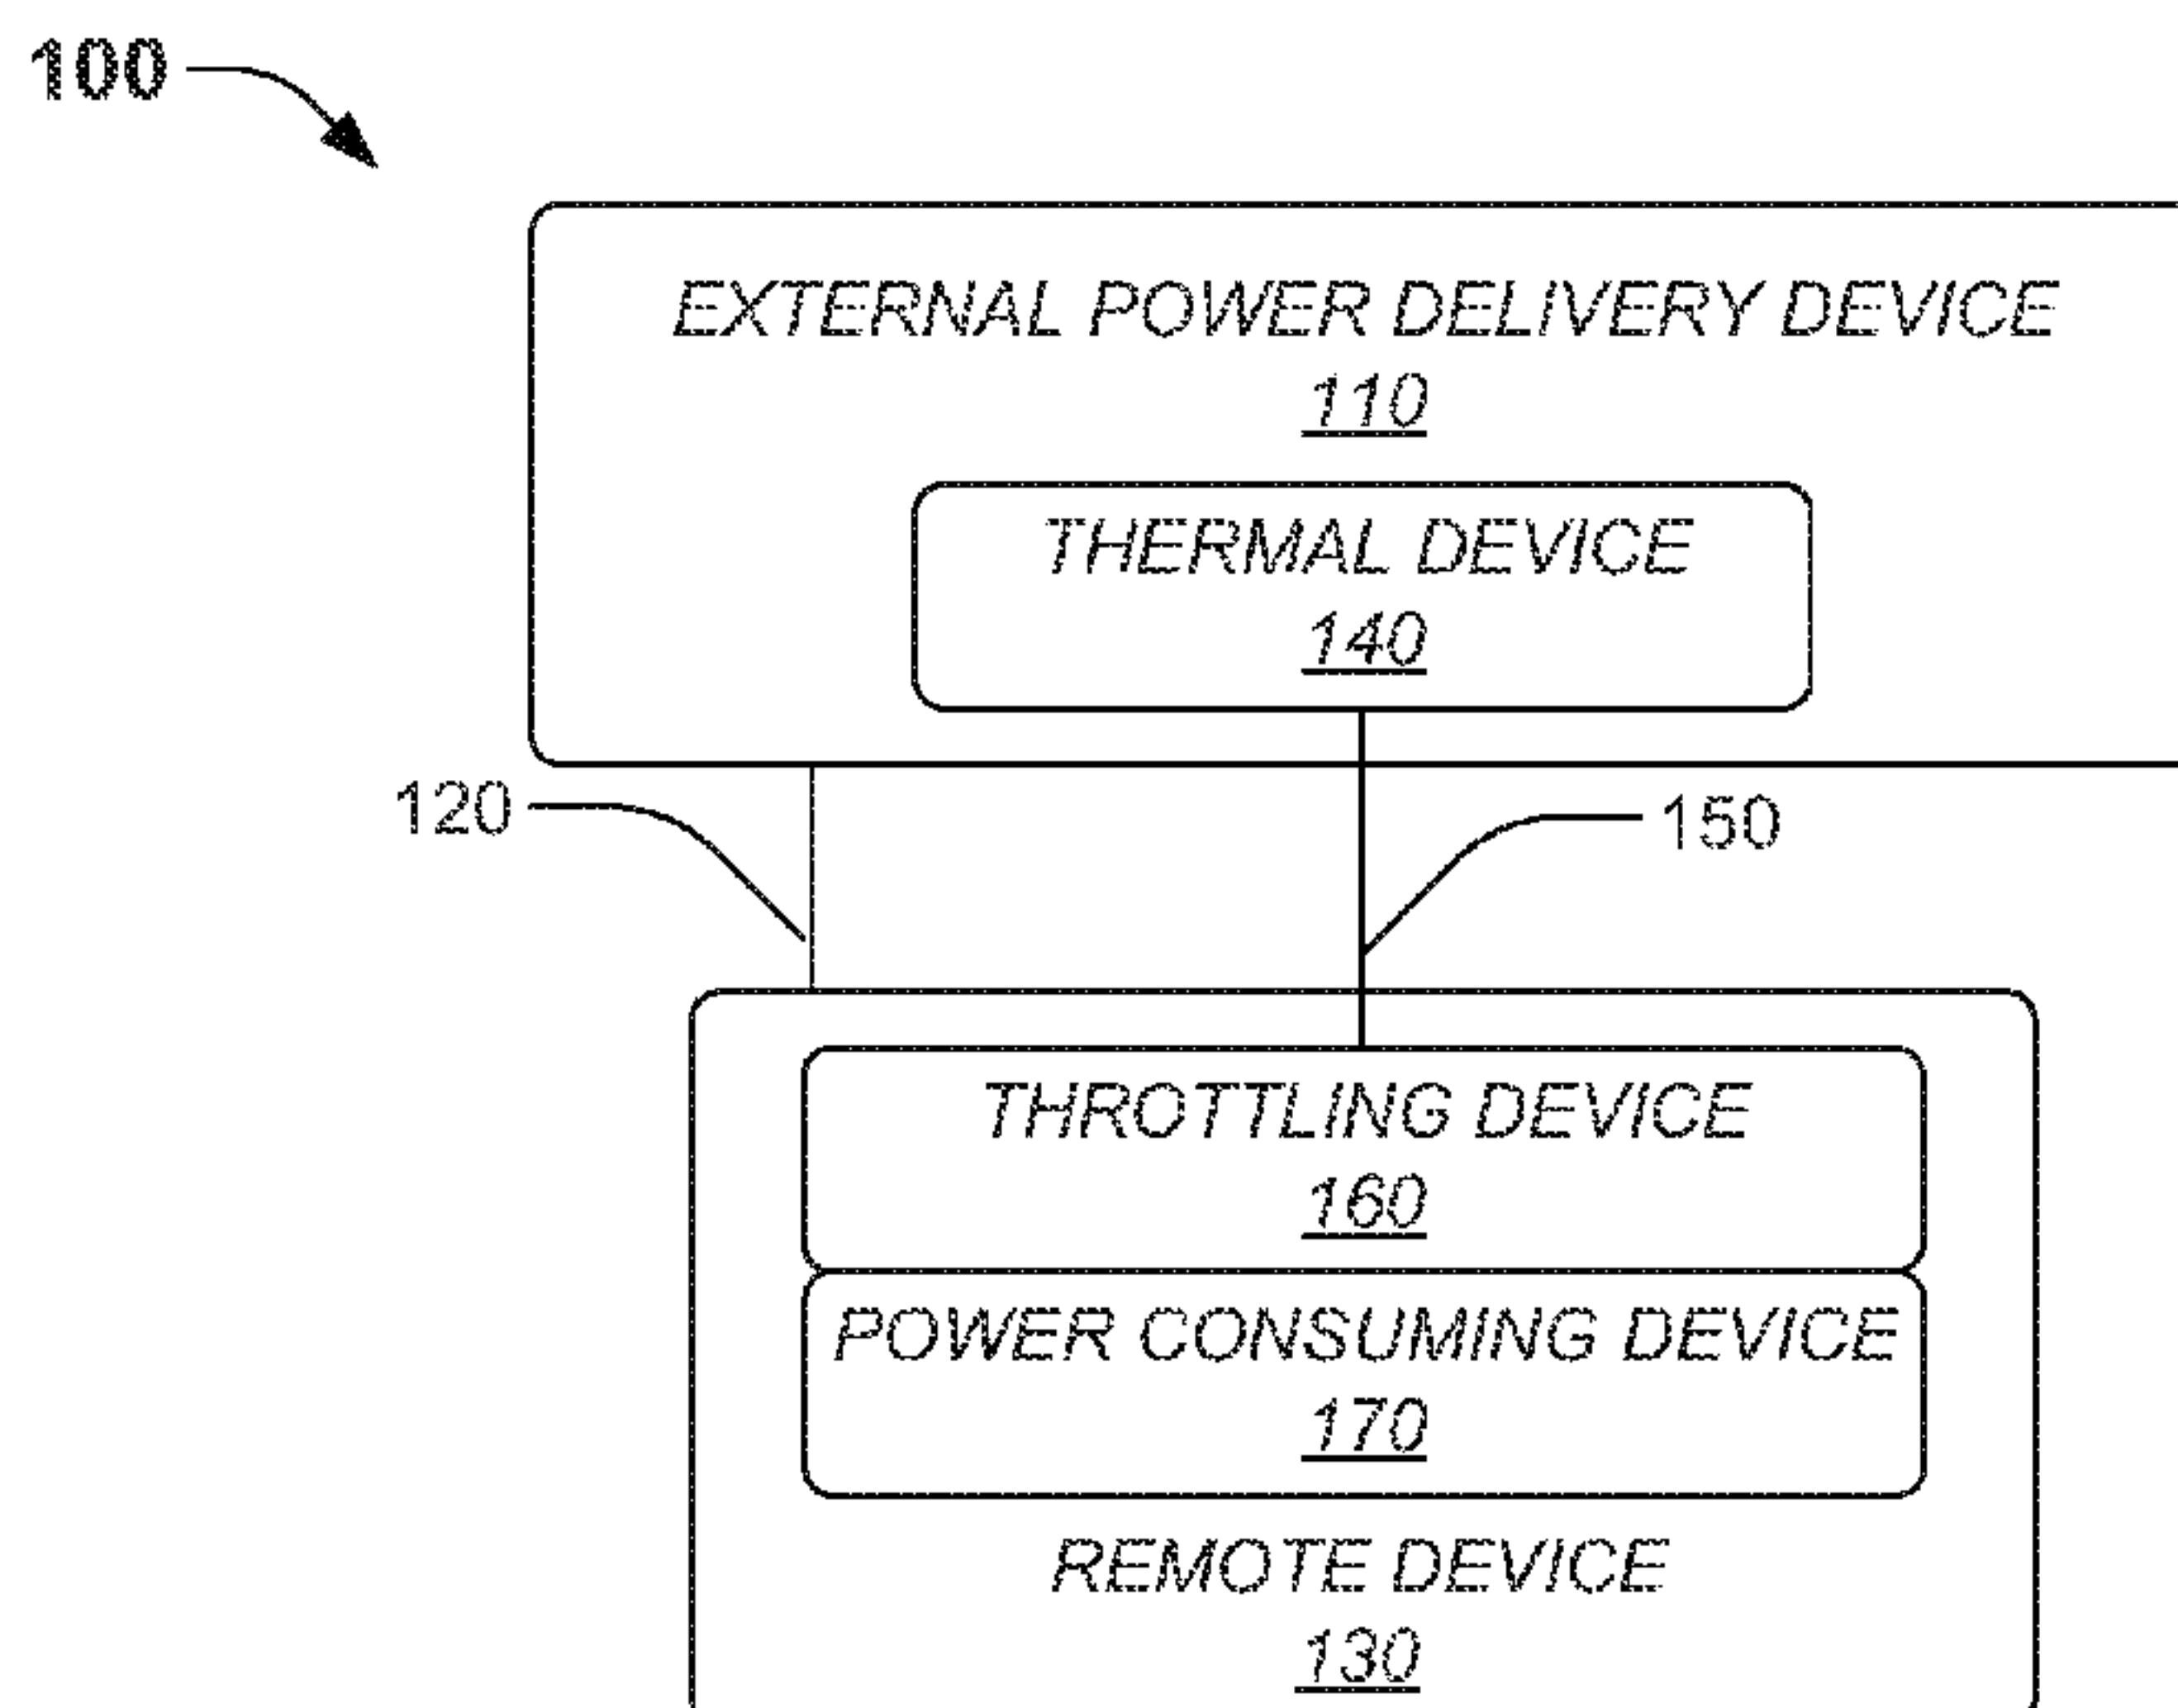 100
EXTERNAL POWER DELIVERY DEVICE
110
THERMAL DEVICE
140
120
150
THROTTLING DEVICE
160
POWER CONSUMING DEVICE
170
REMOTE DEVICE
130